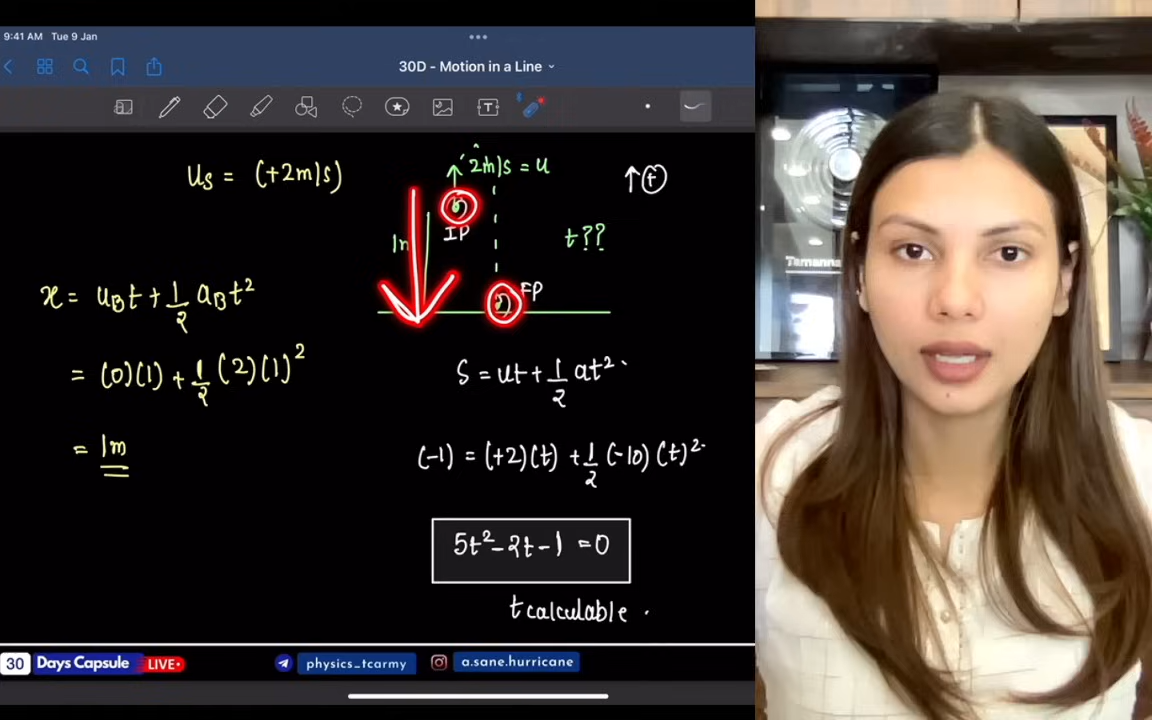 9:41 AM Tue 9 Jan
30D - Motion in a Line
T
us = (+2m/s)
2m/s = u
↑ (+)
IP
t??
FP
x = uBt + 1/2 aBt²
= (0)(1) + 1/2 (2)(1)²
= 1m
S = ut + 1/2 at²
(-1) = (+2)(t) + 1/2 (-10) (t)²
5t² - 2t - 1 = 0
t calculable .
30 Days Capsule LIVE
physics_tcarmy
a.sane.hurricane